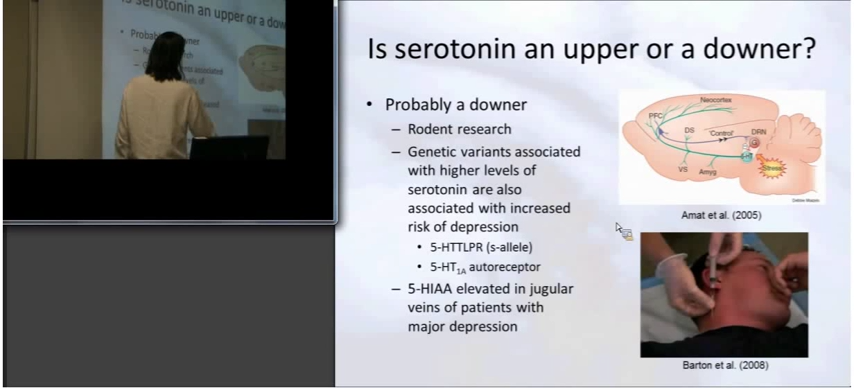 Is serotonin an upper or a downer?
• Probably a downer
– Rodent research
– Genetic variants associated
with higher levels of
serotonin are also
associated with increased
risk of depression
• 5-HTTLPR (s-allele)
• 5-HT1A autoreceptor
– 5-HIAA elevated in jugular
veins of patients with
major depression
Neocortex
PFC
DS
'Control'
DRN
VS
Amyg
Stress
Amat et al. (2005)
Barton et al. (2008)